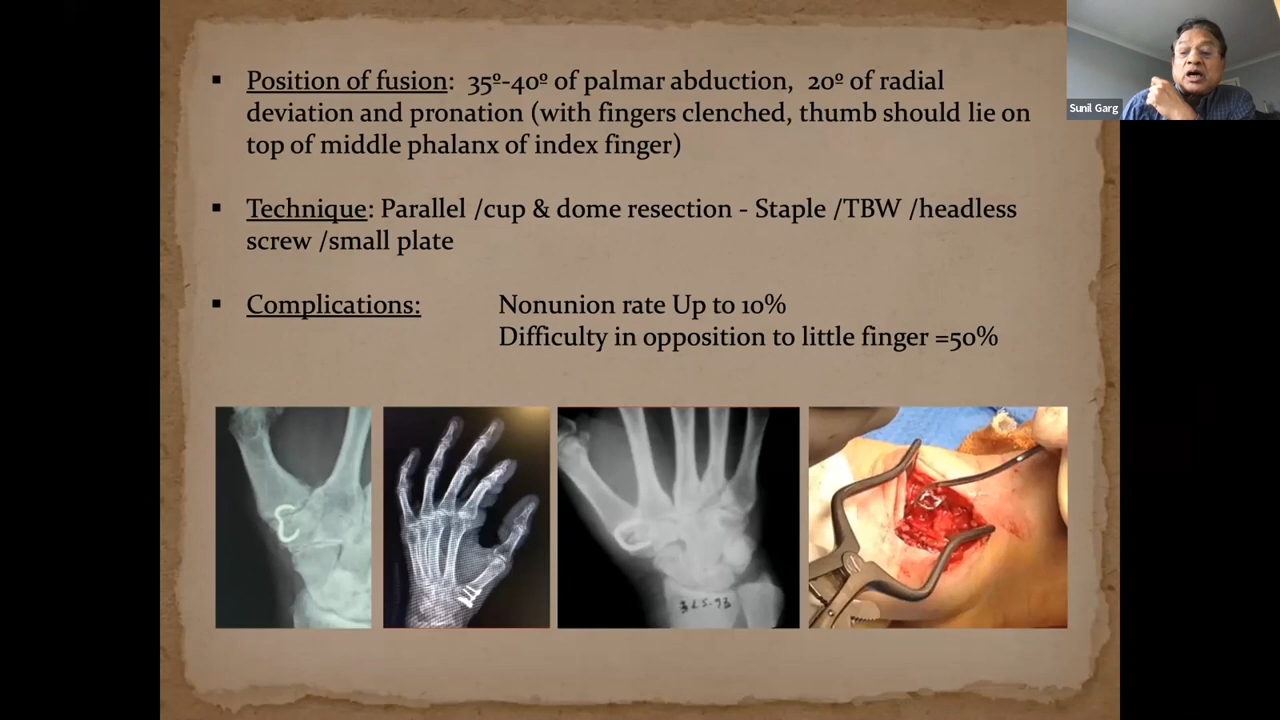 Position of fusion:  35º-40º of palmar abduction,  20º of radial
deviation and pronation (with fingers clenched, thumb should lie on
top of middle phalanx of index finger)
Technique: Parallel /cup & dome resection - Staple /TBW /headless
screw /small plate
Complications: Nonunion rate Up to 10%
Difficulty in opposition to little finger =50%
Sunil Garg